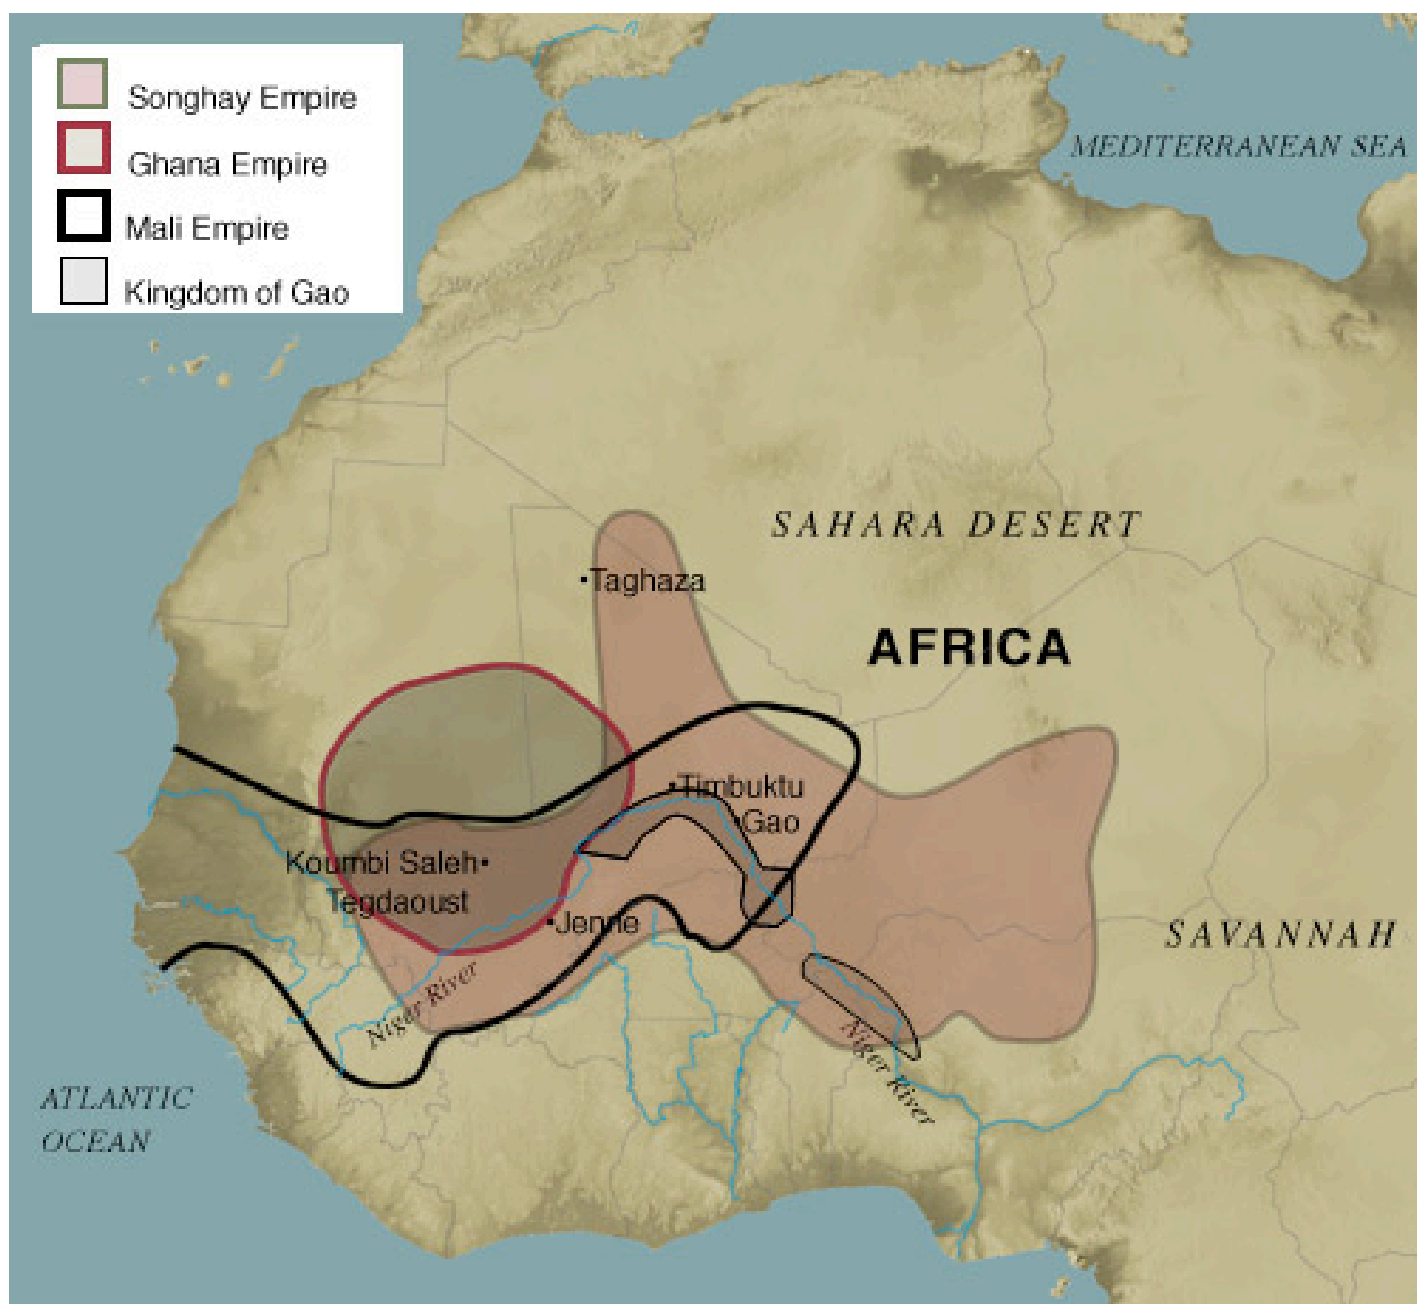 Songhay Empire
Ghana Empire
Mali Empire
Kingdom of Gao
MEDITERRANEAN SEA
SAHARA DESERT
Taghaza
AFRICA
Timbuktu
Gao
Koumbi Saleh
Tegdaoust
Jenne
SAVANNAH
Niger River
Niger River
ATLANTIC
OCEAN